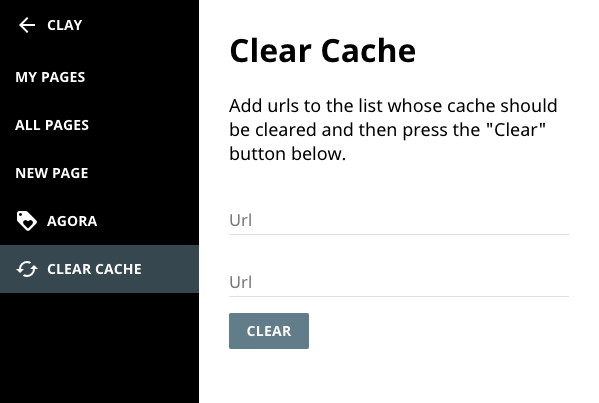 CLAY
MY PAGES
ALL PAGES
NEW PAGE
AGORA
CLEAR CACHE
Clear Cache
Add urls to the list whose cache should
be cleared and then press the "Clear"
button below.
Url
Url
CLEAR